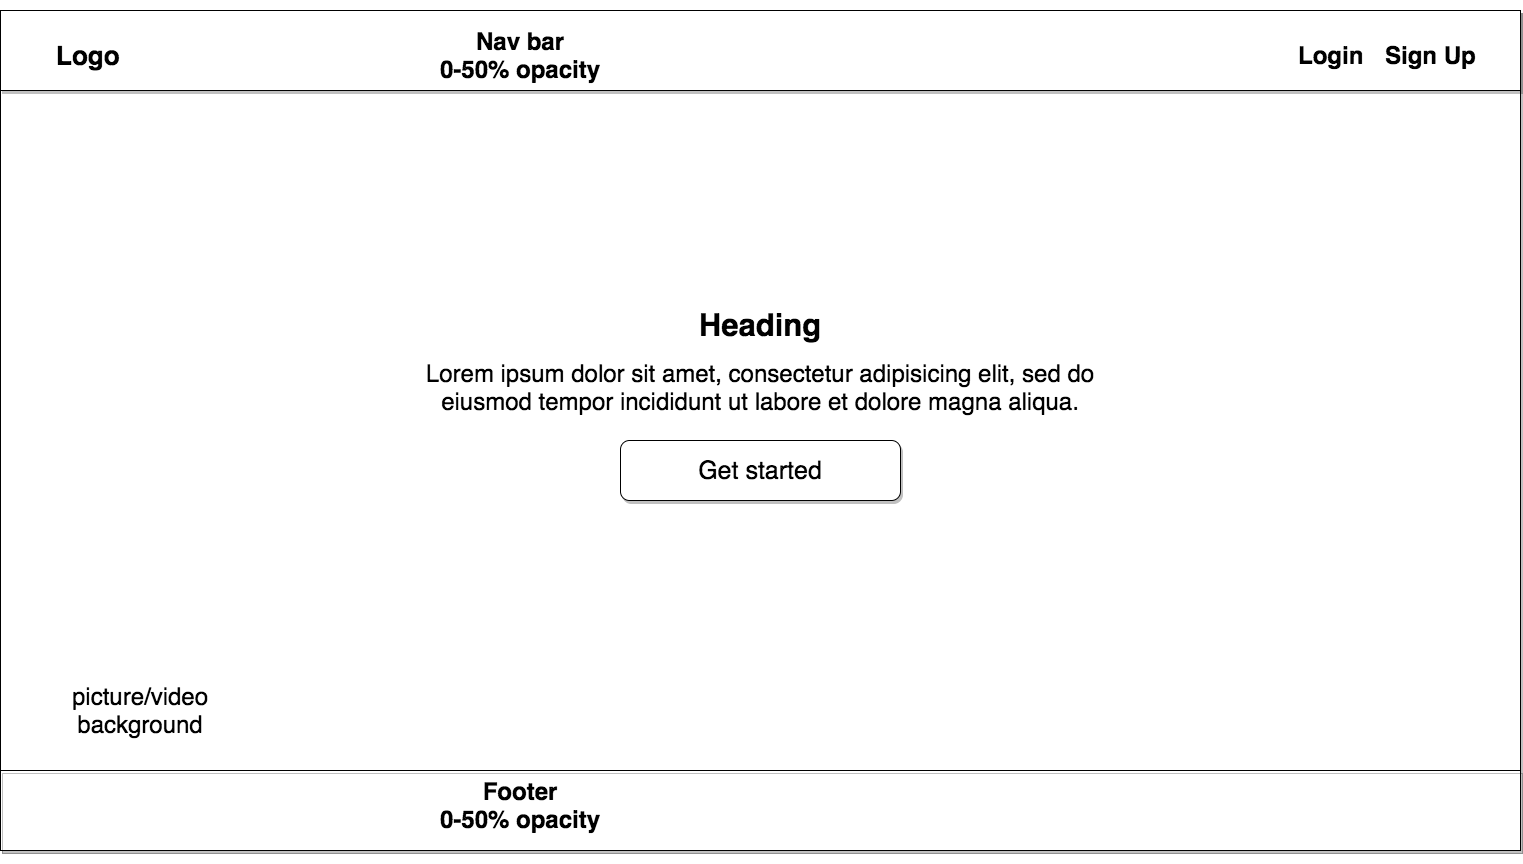 Logo
Nav bar
0-50% opacity
Login Sign Up
Heading
Lorem ipsum dolor sit amet, consectetur adipisicing elit, sed do
eiusmod tempor incididunt ut labore et dolore magna aliqua.
Get started
picture/video
background
Footer
0-50% opacity